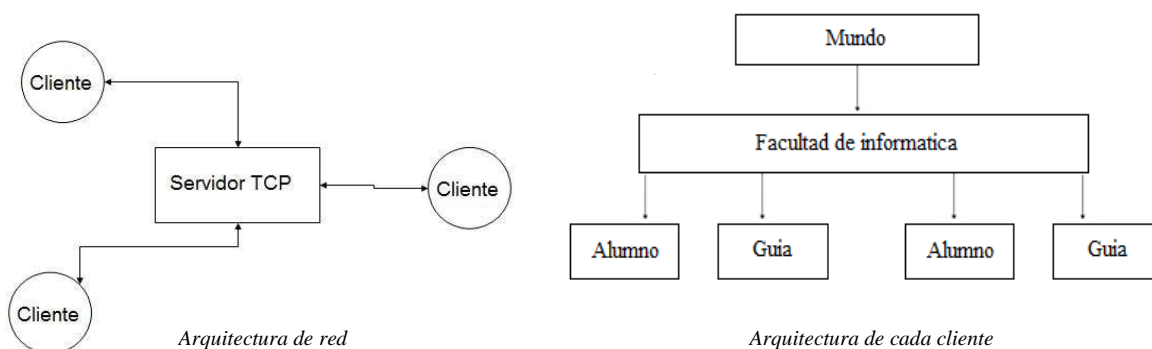 Cliente
Servidor TCP
Cliente
Cliente
Arquitectura de red
Mundo
Facultad de informatica
Alumno
Guia
Alumno
Guia
Arquitectura de cada cliente